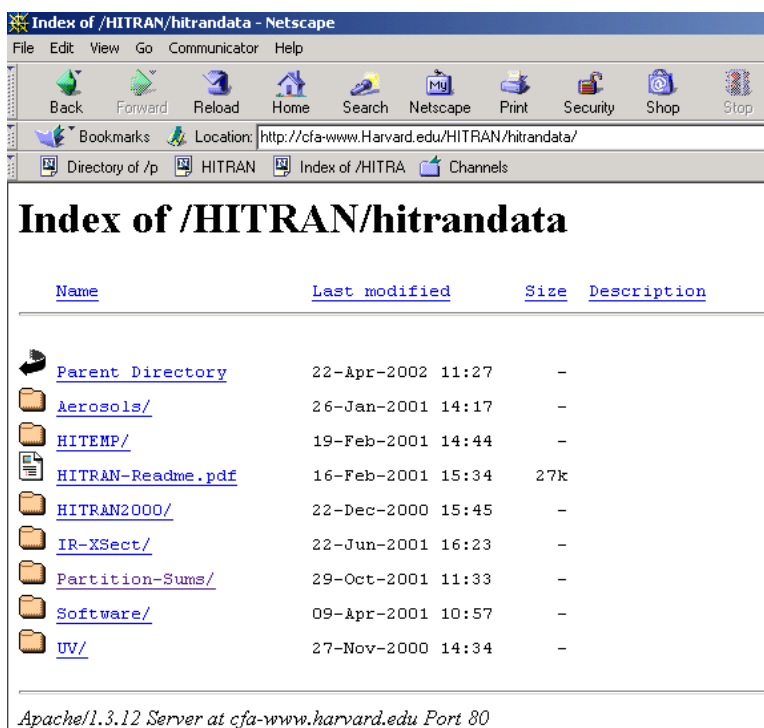 Index of /HITRAN/hitrandata - Netscape
File Edit View Go Communicator Help
Back Forward Reload Home Search My Netscape Print Security Shop Stop
Bookmarks Location: http://cfa-www.Harvard.edu/HITRAN/hitrandata/
Directory of /p HITRAN Index of /HITRA Channels
Index of /HITRAN/hitrandata
Name Last modified Size Description
Parent Directory 22-Apr-2002 11:27 -
Aerosols/ 26-Jan-2001 14:17 -
HITEMP/ 19-Feb-2001 14:44 -
HITRAN-Readme.pdf 16-Feb-2001 15:34 27k
HITRAN2000/ 22-Dec-2000 15:45 -
IR-XSect/ 22-Jun-2001 16:23 -
Partition-Sums/ 29-Oct-2001 11:33 -
Software/ 09-Apr-2001 10:57 -
UV/ 27-Nov-2000 14:34 -
Apache/1.3.12 Server at cfa-www.harvard.edu Port 80